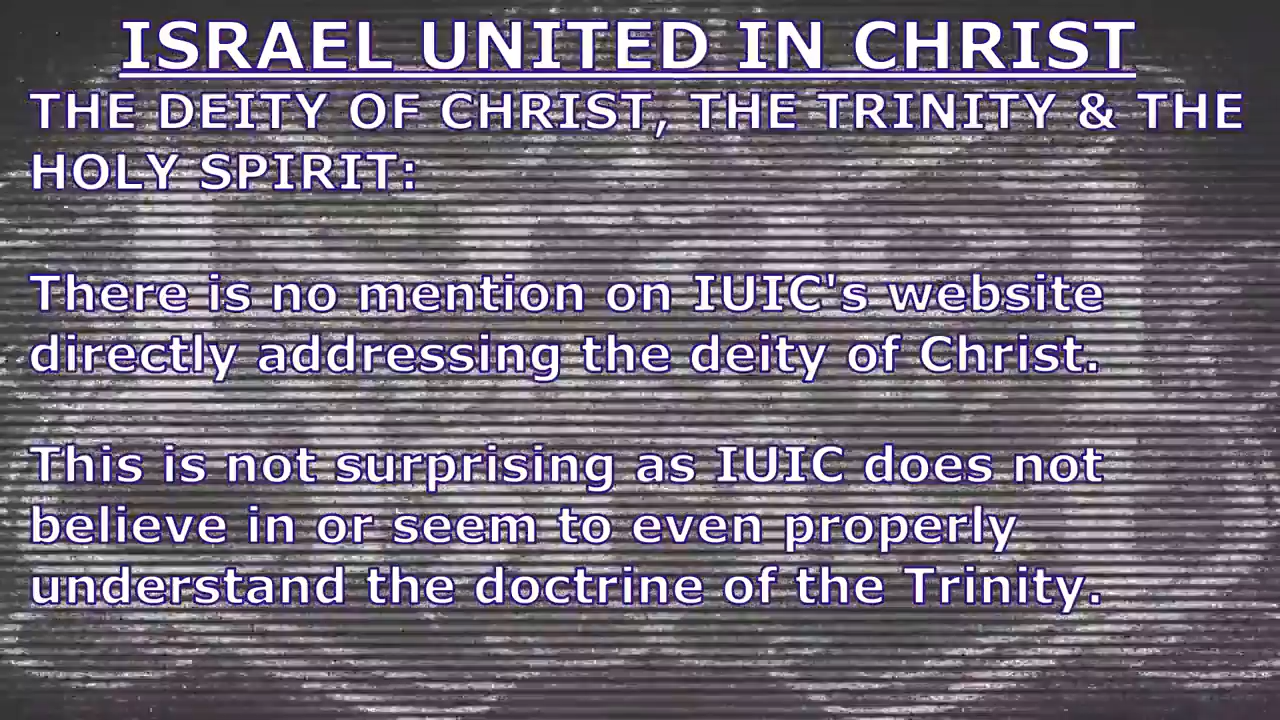 ISRAEL UNITED IN CHRIST
THE DEITY OF CHRIST, THE TRINITY & THE
HOLY SPIRIT:
There is no mention on IUIC's website
directly addressing the deity of Christ.
This is not surprising as IUIC does not
believe in or seem to even properly
understand the doctrine of the Trinity.